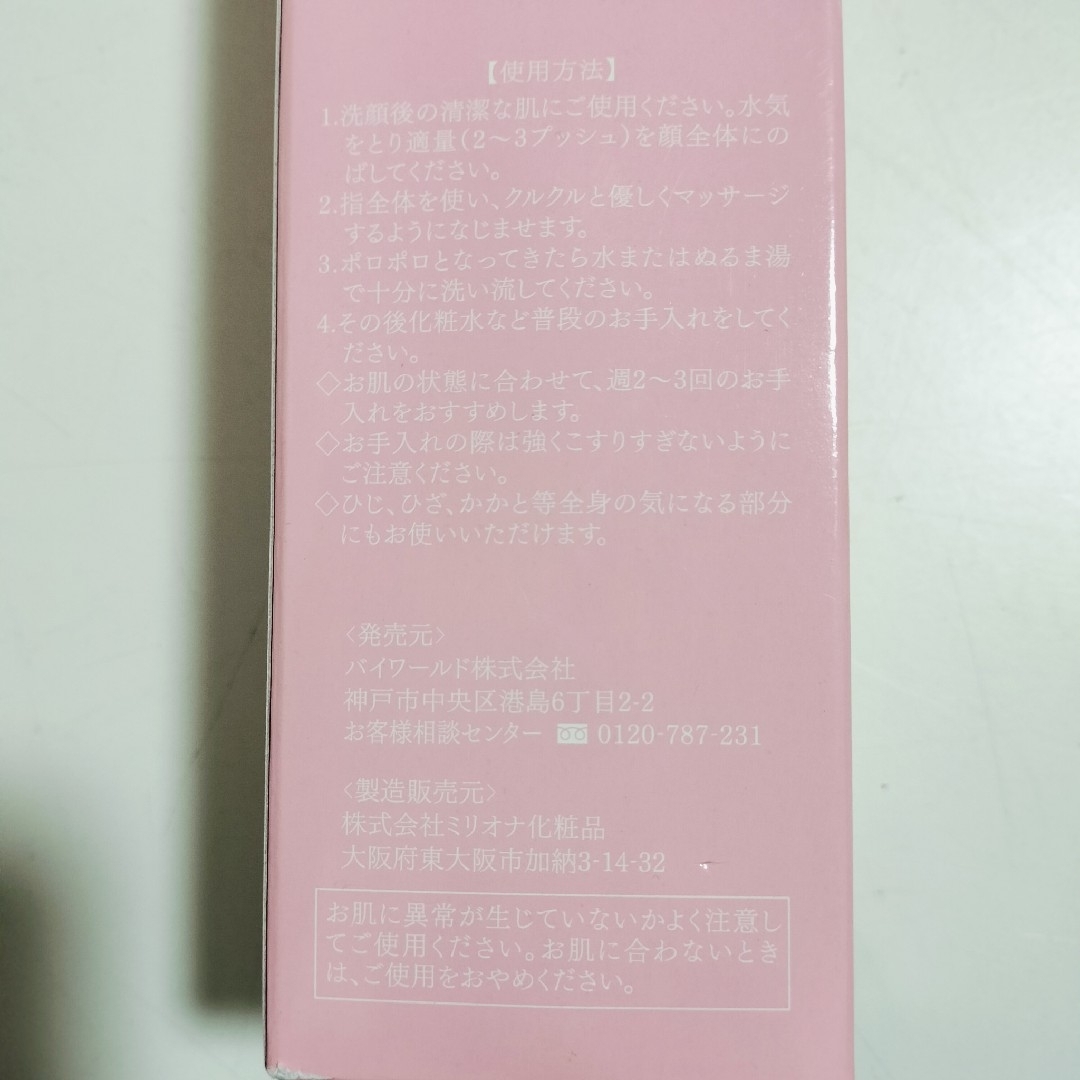 【使用方法】
1.洗顔後の清潔な肌にご使用ください。水気
をとり適量(2〜3プッシュ)を顔全体にの
ばしてください。
2.指全体を使い、クルクルと優しくマッサージ
するようになじませます。
3.ポロポロとなってきたら水またはぬるま湯
で十分に洗い流してください。
4.その後化粧水など普段のお手入れをしてく
ださい。
◇お肌の状態に合わせて、週2〜3回のお手
入れをおすすめします。
◇お手入れの際は強くこすりすぎないように
ご注意ください。
◇ひじ、ひざ、かかと等全身の気になる部分
にもお使いいただけます。
〈発売元〉
バイワールド株式会社
神戸市中央区港島6丁目2-2
お客様相談センター 0120-787-231
〈製造販売元〉
株式会社ミリオナ化粧品
大阪府東大阪市加納3-14-32
お肌に異常が生じていないかよく注意し
てご使用ください。お肌に合わないとき
は、ご使用をおやめください。